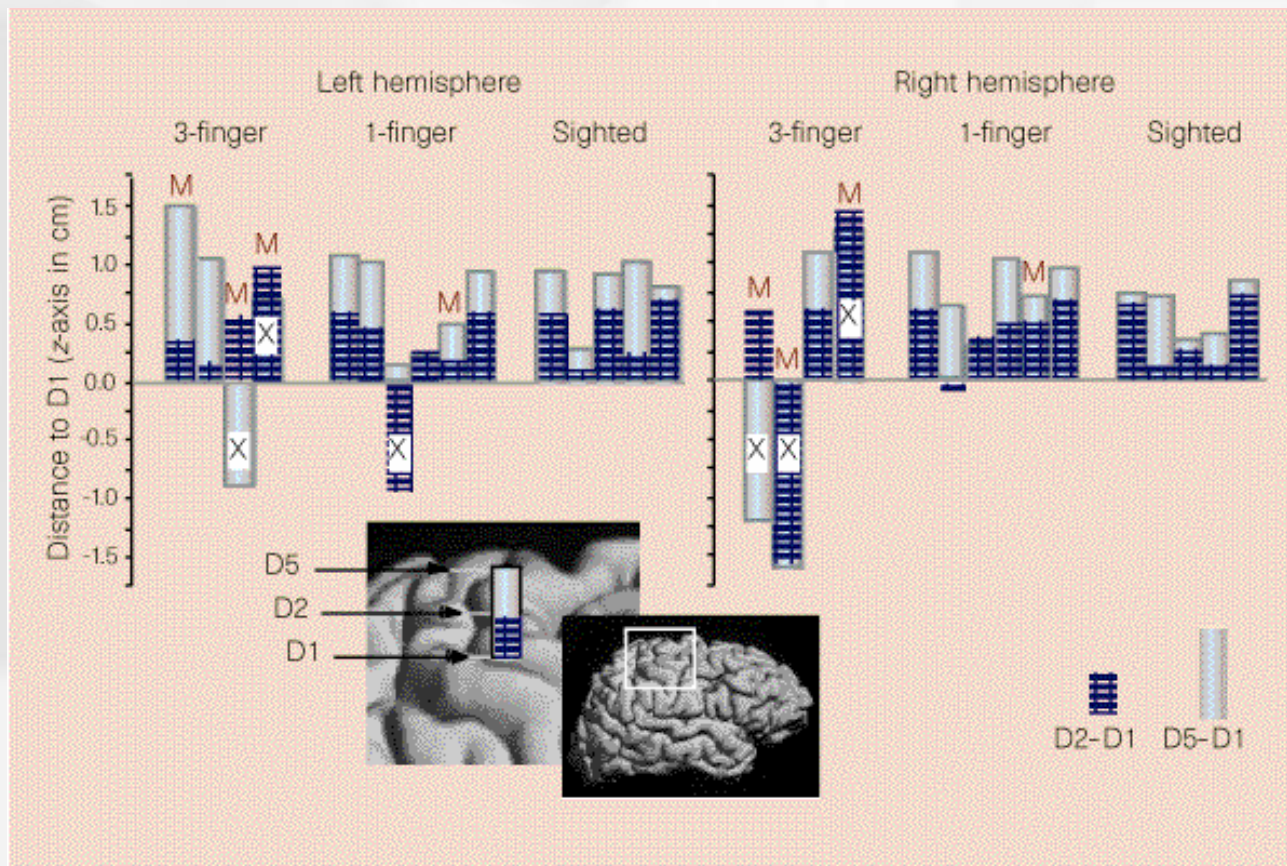 Left hemisphere
Right hemisphere
3-finger 1-finger Sighted
3-finger 1-finger Sighted
Distance to D1 (z-axis in cm)
1.5
1.0
0.5
0.0
-0.5
-1.0
-1.5
M
M
M
X
X
X
M
M
M
M
M
X
X
X
D5
D2
D1
D2-D1 D5-D1